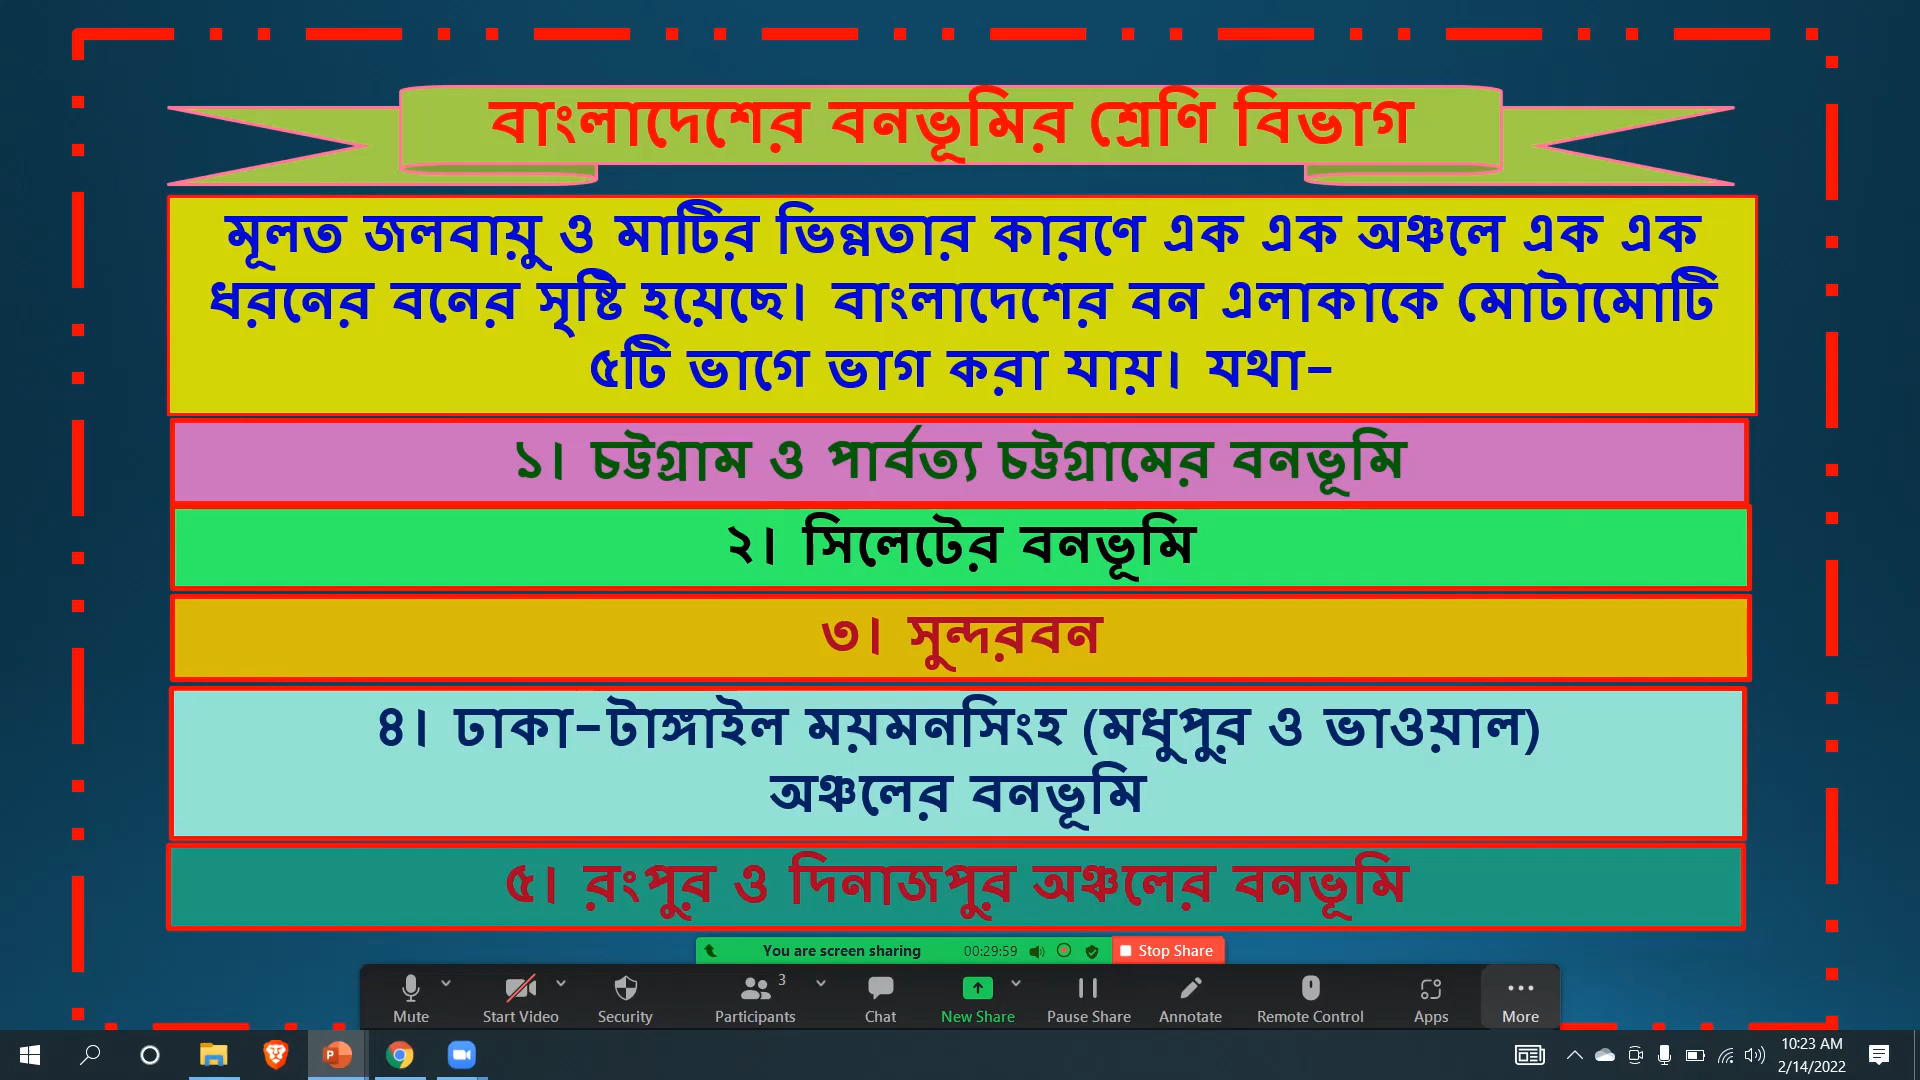 বাংলাদেশের বনভূমির শ্রেণি বিভাগ
মূলত জলবায়ু ও মাটির ভিন্নতার কারণে এক এক অঞ্চলে এক এক
ধরনের বনের সৃষ্টি হয়েছে। বাংলাদেশের বন এলাকাকে মোটামোটি
৫টি ভাগে ভাগ করা যায়। যথা-
১। চট্টগ্রাম ও পার্বত্য চট্টগ্রামের বনভূমি
২। সিলেটের বনভূমি
৩। সুন্দরবন
৪। ঢাকা-টাঙ্গাইল ময়মনসিংহ (মধুপুর ও ভাওয়াল)
অঞ্চলের বনভূমি
৫। রংপুর ও দিনাজপুর অঞ্চলের বনভূমি
You are screen sharing 00:29:59 Stop Share
3
Mute Start Video Security Participants Chat New Share Pause Share Annotate Remote Control Apps More
10:23 AM
2/14/2022